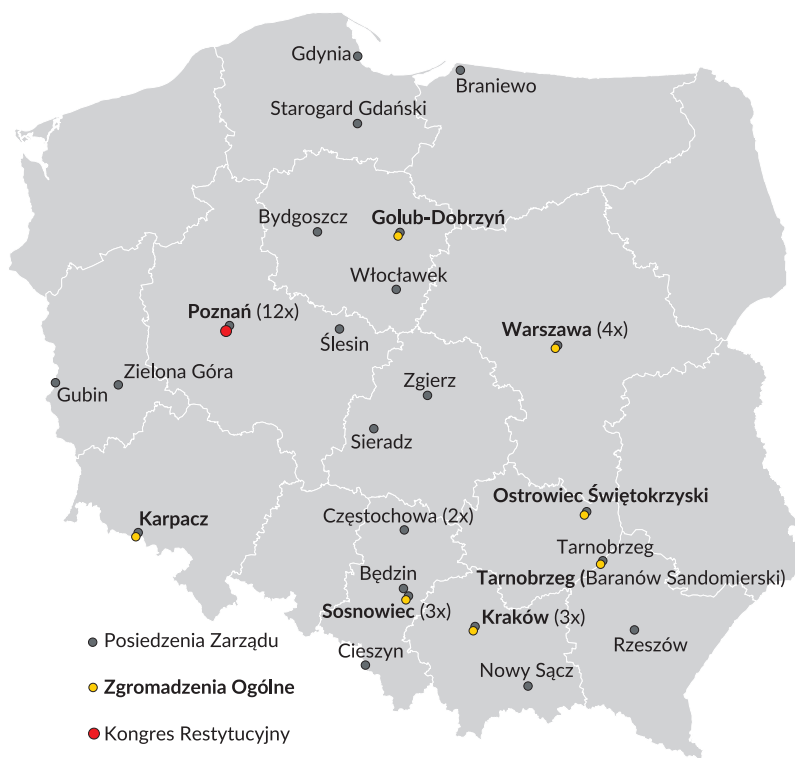 Gdynia
Braniewo
Starogard Gdański
Bydgoszcz
Golub-Dobrzyń
Włocławek
Poznań (12x)
Ślesin
Warszawa (4x)
Zielona Góra
Gubin
Zgierz
Sieradz
Karpacz
Częstochowa (2x)
Ostrowiec Świętokrzyski
Tarnobrzeg
Tarnobrzeg (Baranów Sandomierski)
Będzin
Sosnowiec (3x)
Kraków (3x)
Rzeszów
Cieszyn
Nowy Sącz
Posiedzenia Zarządu
Zgromadzenia Ogólne
Kongres Restytucyjny